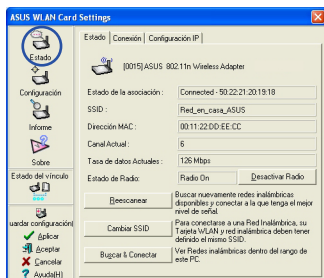 ASUS WLAN Card Settings
Estado
Configuración
Informe
Sobre
Estado del vínculo
uardar configuración(
Aplicar
Aceptar
Cancelar
Ayuda(H)
Estado
Conexión
Configuración IP
[0015] ASUS 802.11n Wireless Adapter
Estado de la asociación :
Connected - 50:22:21:20:19:18
SSID :
Red_en_casa_ASUS
Dirección MAC :
00:11:22:DD:EE:CC
Canal Actual :
6
Tasa de datos Actuales :
126 Mbps
Estado de Radio:
Radio On
Desactivar Radio
Reescanear
Buscar nuevamente redes inalámbricas
disponibles y conectar a la que tenga el mejor
nivel de señal.
Cambiar SSID
Para conectarse a una Red Inalámbrica, su
Tarjeta WLAN y red inalámbrica deben tener
definido el mismo SSID.
Buscar & Conectar
Ver Redes inalámbricas dentro del rango de
este PC.